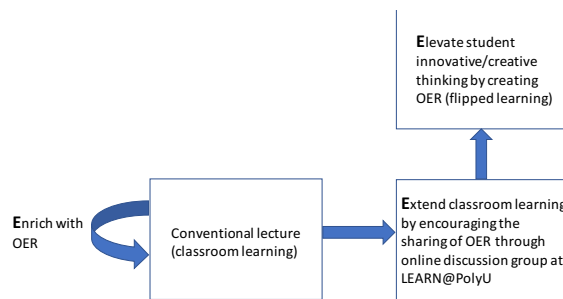 Elevate student
innovative/creative
thinking by creating
OER (flipped learning)
Enrich with
OER
Conventional lecture
(classroom learning)
Extend classroom learning
by encouraging the
sharing of OER through
online discussion group at
LEARN@PolyU